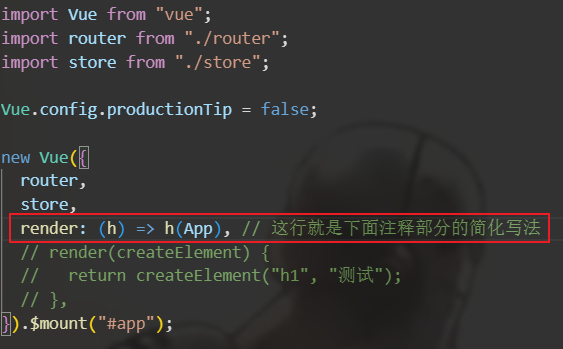 import Vue from "vue";
import router from "./router";
import store from "./store";
Vue.config.productionTip = false;
new Vue({
router,
store,
render: (h) => h(App), // 这行就是下面注释部分的简化写法
// render(createElement) {
//   return createElement("h1", "测试");
// },
}).$mount("#app");